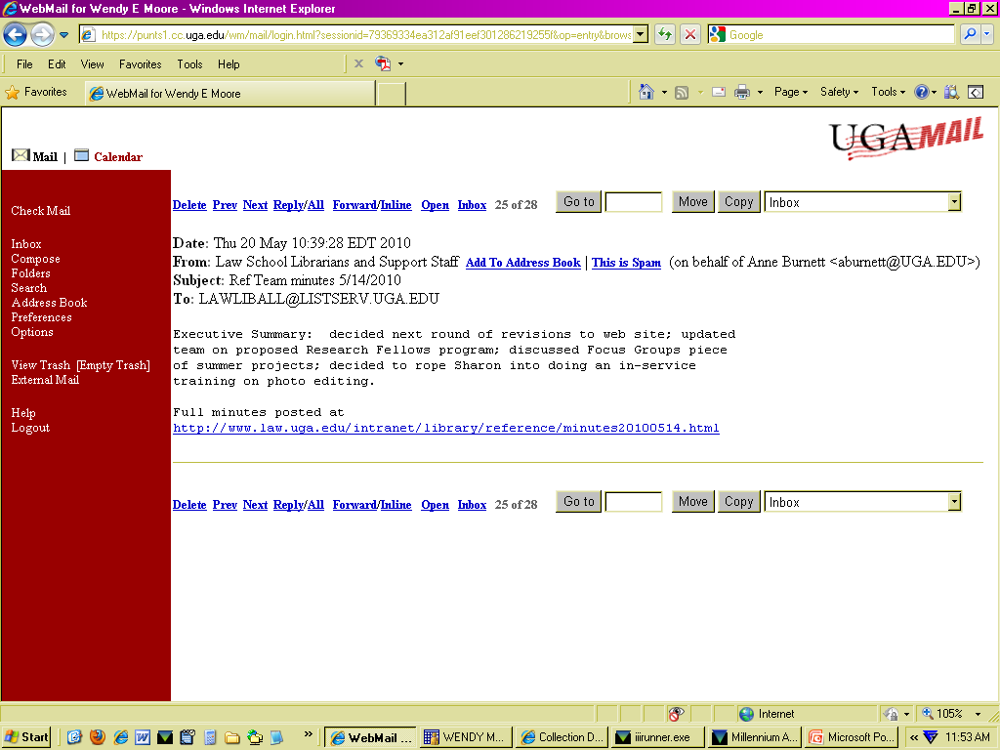 WebMail for Wendy E Moore - Windows Internet Explorer
https://punts1.cc.uga.edu/wm/mail/login.html?sessionid=79369334ea312af91eef301286219255f&op=entry&brows
Google
File Edit View Favorites Tools Help
Favorites WebMail for Wendy E Moore Page Safety Tools
UGAMAIL
Mail | Calendar
Check Mail
Inbox
Compose
Folders
Search
Address Book
Preferences
Options
View Trash [Empty Trash]
External Mail
Help
Logout
Delete Prev Next Reply/All Forward/Inline Open Inbox 25 of 28 Go to Move Copy Inbox
Date: Thu 20 May 10:39:28 EDT 2010
From: Law School Librarians and Support Staff Add To Address Book | This is Spam (on behalf of Anne Burnett <aburnett@UGA.EDU>)
Subject: Ref Team minutes 5/14/2010
To: LAWLIBALL@LISTSERV.UGA.EDU
Executive Summary: decided next round of revisions to web site; updated
team on proposed Research Fellows program; discussed Focus Groups piece
of summer projects; decided to rope Sharon into doing an in-service
training on photo editing.
Full minutes posted at
http://www.law.uga.edu/intranet/library/reference/minutes20100514.html
Delete Prev Next Reply/All Forward/Inline Open Inbox 25 of 28 Go to Move Copy Inbox
Internet 105%
Start » WebMail ... WENDY M... Collection D... iiirunner.exe Millennium A... Microsoft Po... « 11:53 AM